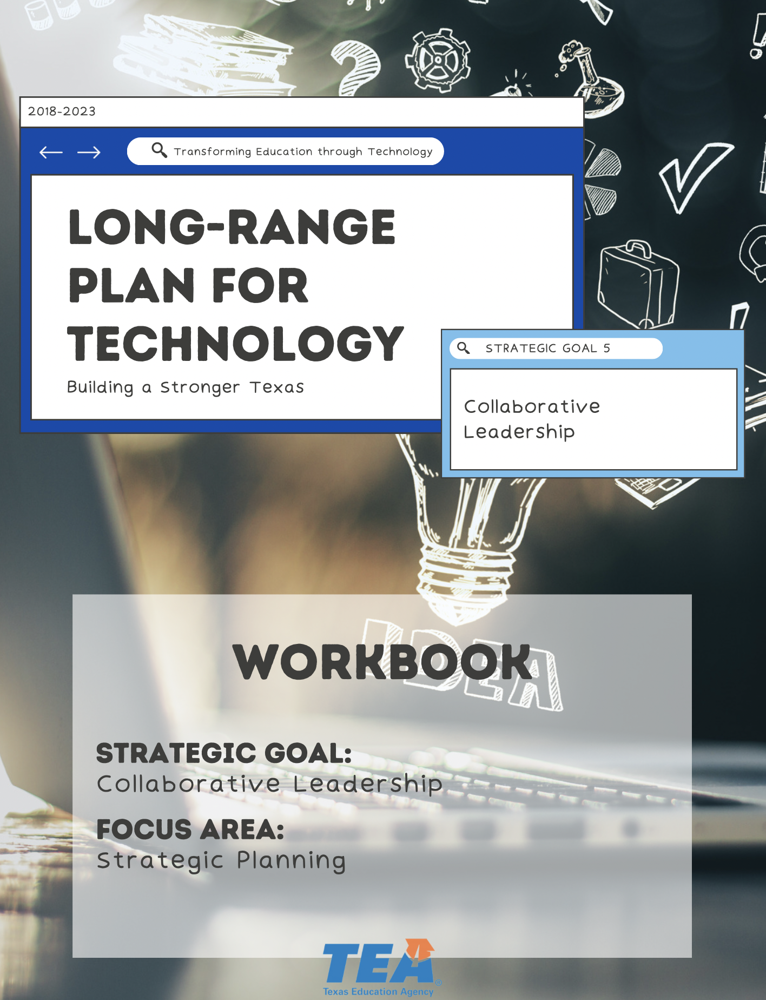 2018-2023
Transforming Education through Technology
LONG-RANGE
PLAN FOR
TECHNOLOGY
Building a Stronger Texas
STRATEGIC GOAL 5
Collaborative
Leadership
IDEA
WORKBOOK
STRATEGIC GOAL:
Collaborative Leadership
FOCUS AREA:
Strategic Planning
TEA®
Texas Education Agency